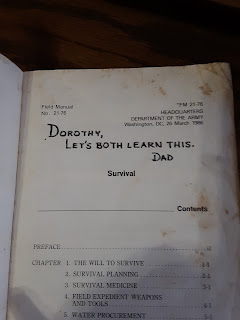 Field Manual
No. 21-76
*FM 21-76
HEADQUARTERS
DEPARTMENT OF THE ARMY
Washington, DC, 26 March 1986
DOROTHY,
LET'S BOTH LEARN THIS.
DAD
Survival
Contents
PREFACE
CHAPTER 1. THE WILL TO SURVIVE
2. SURVIVAL PLANNING
3. SURVIVAL MEDICINE
4. FIELD EXPEDIENT WEAPONS
AND TOOLS
5. WATER PROCUREMENT